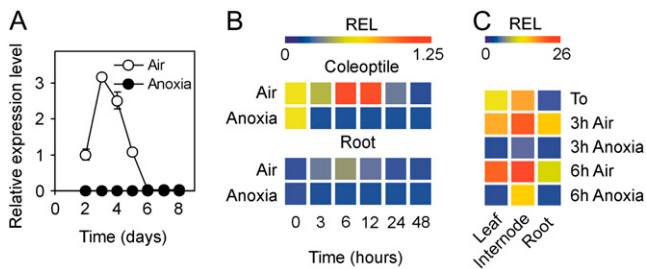 A
Relative expression level
3
2
1
0
Air
Anoxia
0 2 4 6 8
Time (days)
B
REL
0 1.25
Coleoptile
Air
Anoxia
Root
Air
Anoxia
0 3 6 12 24 48
Time (hours)
C
REL
0 26
To
3h Air
3h Anoxia
6h Air
6h Anoxia
Leaf
Internode
Root